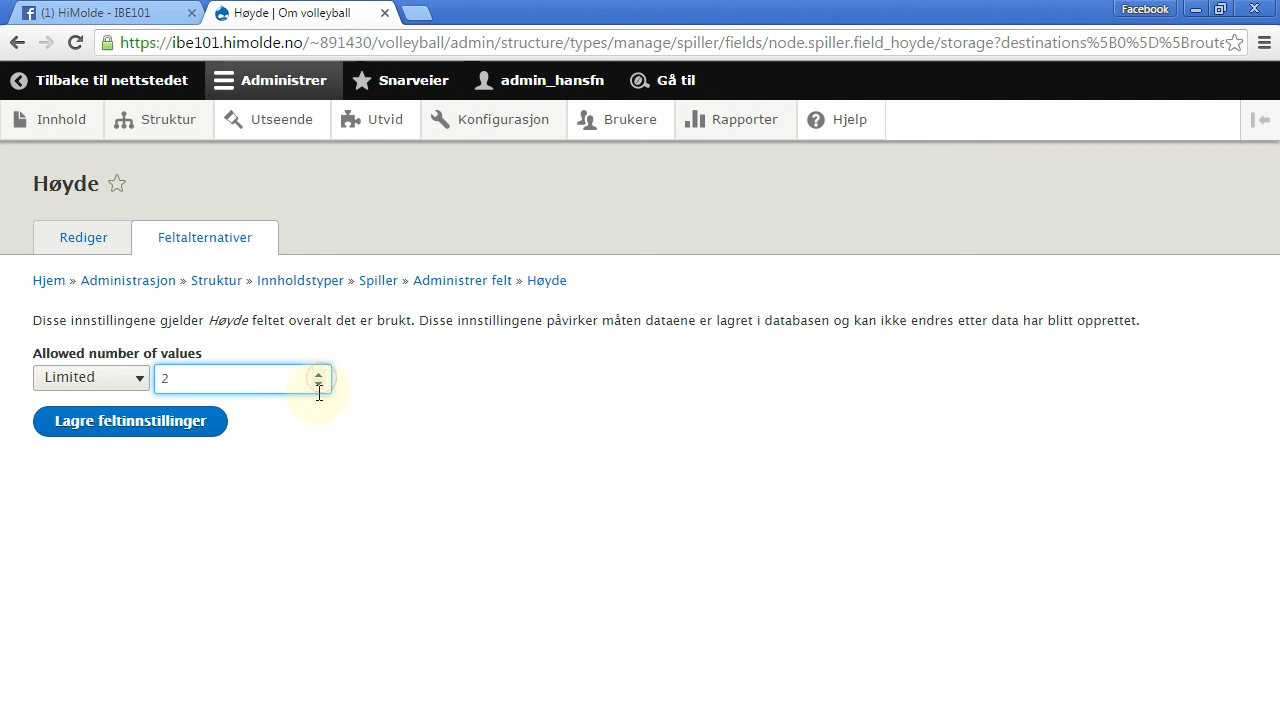 (1) HiMolde - IBE101
Høyde | Om volleyball
Facebook
https://ibe101.himolde.no/~891430/volleyball/admin/structure/types/manage/spiller/fields/node.spiller.field_hoyde/storage?destinations%5B0%5D%5Broute
Tilbake til nettstedet
Administrer
Snarveier
admin_hansfn
Gå til
Innhold
Struktur
Utseende
Utvid
Konfigurasjon
Brukere
Rapporter
Hjelp
Høyde
Rediger
Feltalternativer
Hjem » Administrasjon » Struktur » Innholdstyper » Spiller » Administrer felt » Høyde
Disse innstillingene gjelder Høyde feltet overalt det er brukt. Disse innstillingene påvirker måten dataene er lagret i databasen og kan ikke endres etter data har blitt opprettet.
Allowed number of values
Limited
2
Lagre feltinnstillinger